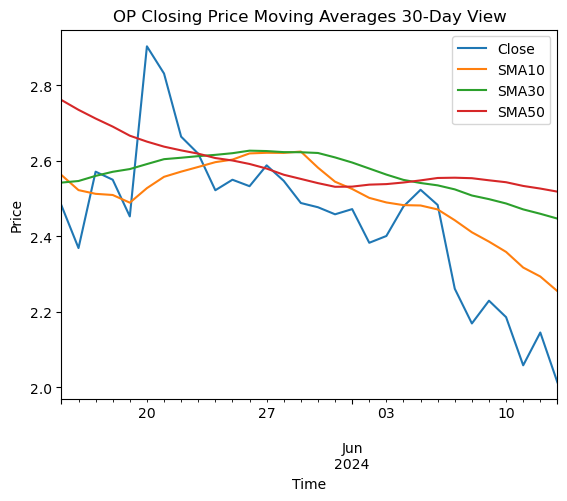 OP Closing Price Moving Averages 30-Day View
Close
SMA10
SMA30
SMA50
Price
2.8
2.6
2.4
2.2
2.0
20 27 03 10
Jun
2024
Time